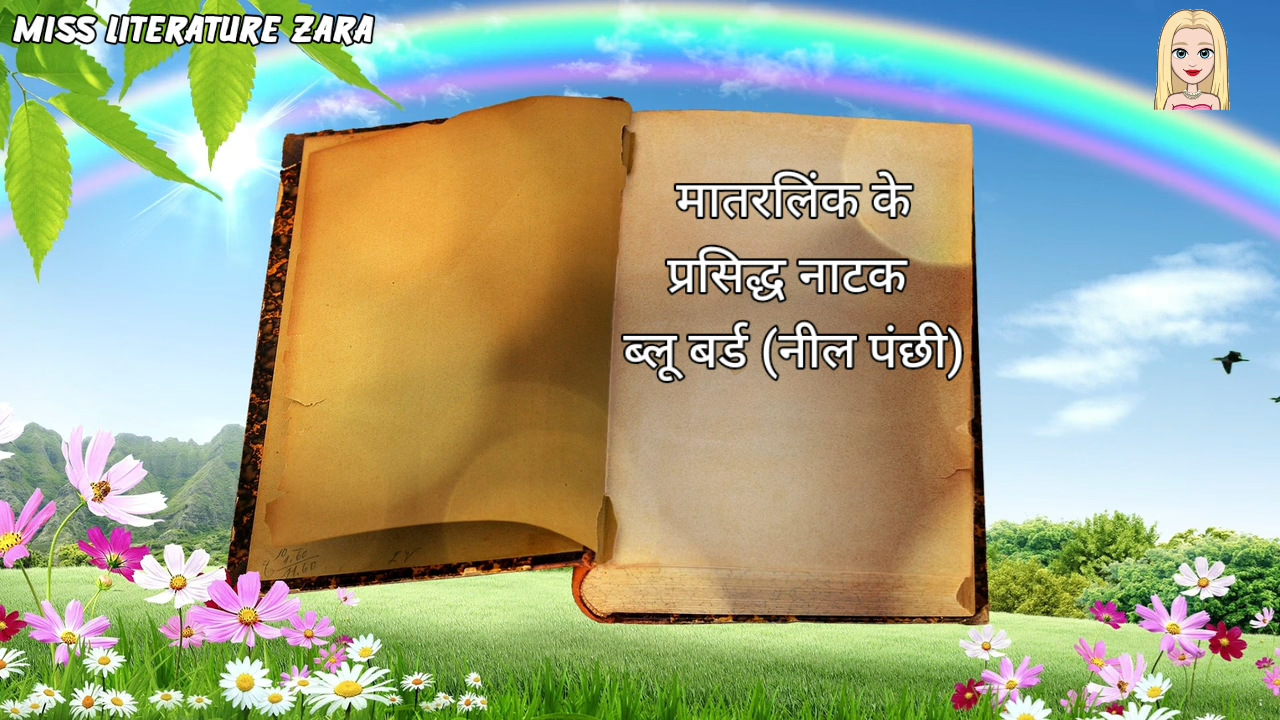 MISS LITERATURE ZARA
मातरलिंक के
प्रसिद्ध नाटक
ब्लू बर्ड (नील पंछी)